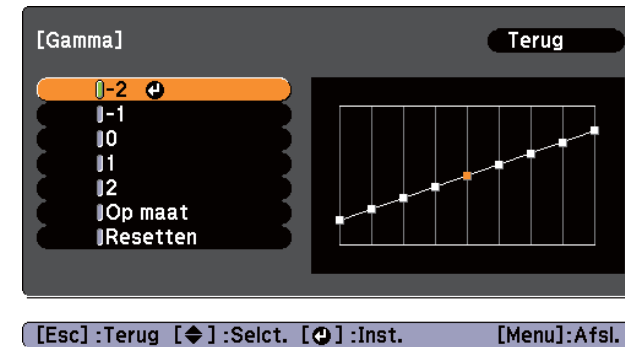 [Gamma] Terug
-2
-1
0
1
2
Op maat
Resetten
[Esc] :Terug [◆] :Selct. [⏎] :Inst. [Menu]:Afsl.